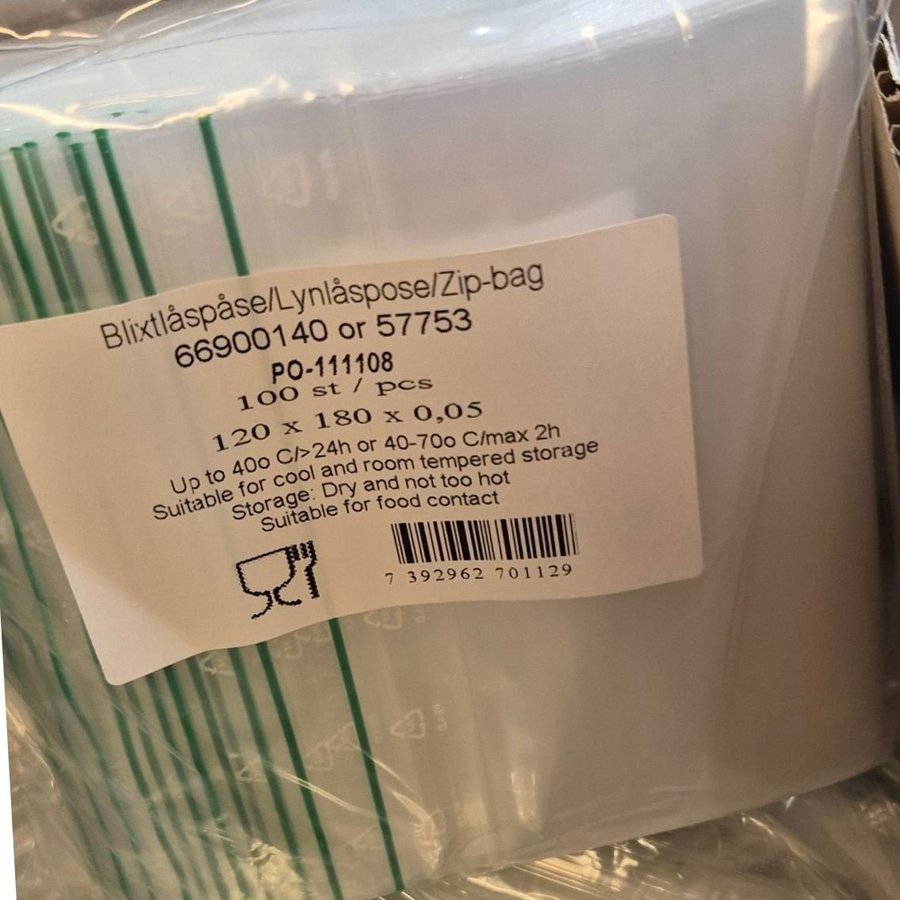 Blixtlåspåse/Lynlåspose/Zip-bag
66900140 or 57753
PO-111108
100 st / pcs
120 x 180 x 0,05
Up to 40o C/>24h or 40-70o C/max 2h
Suitable for cool and room tempered storage
Storage: Dry and not too hot
Suitable for food contact
7 392962 701129